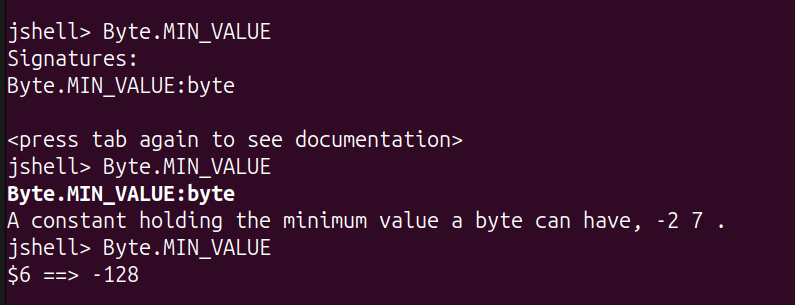 jshell> Byte.MIN_VALUE
Signatures:
Byte.MIN_VALUE:byte
<press tab again to see documentation>
jshell> Byte.MIN_VALUE
Byte.MIN_VALUE:byte
A constant holding the minimum value a byte can have, -2 7 .
jshell> Byte.MIN_VALUE
$6 ==> -128